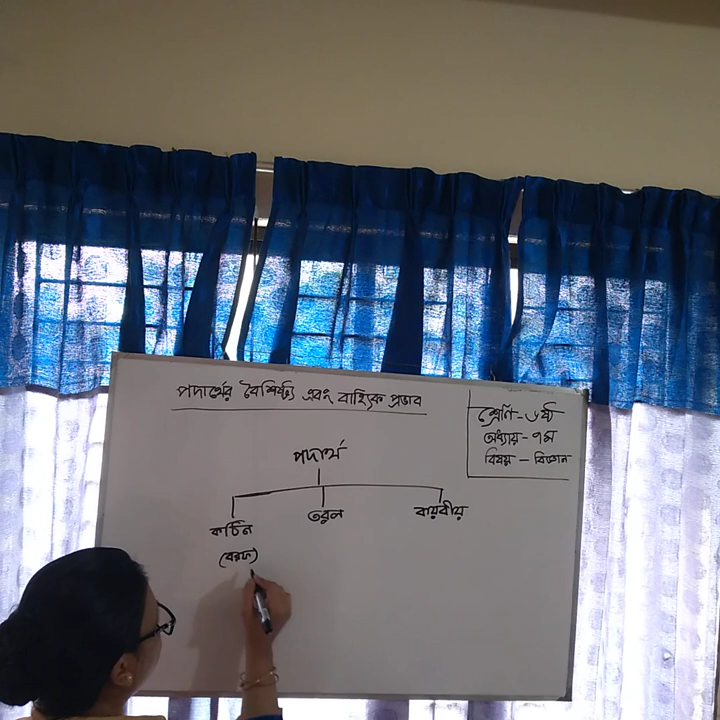 পদার্থের বৈশিষ্ট্য এবং বাহ্যিক প্রভাব
শ্রেণি - ৬ষ্ঠ
অধ্যায় - ৭ম
বিষয় - বিজ্ঞান
পদার্থ
কঠিন তরল বায়বীয়
(বরফ)